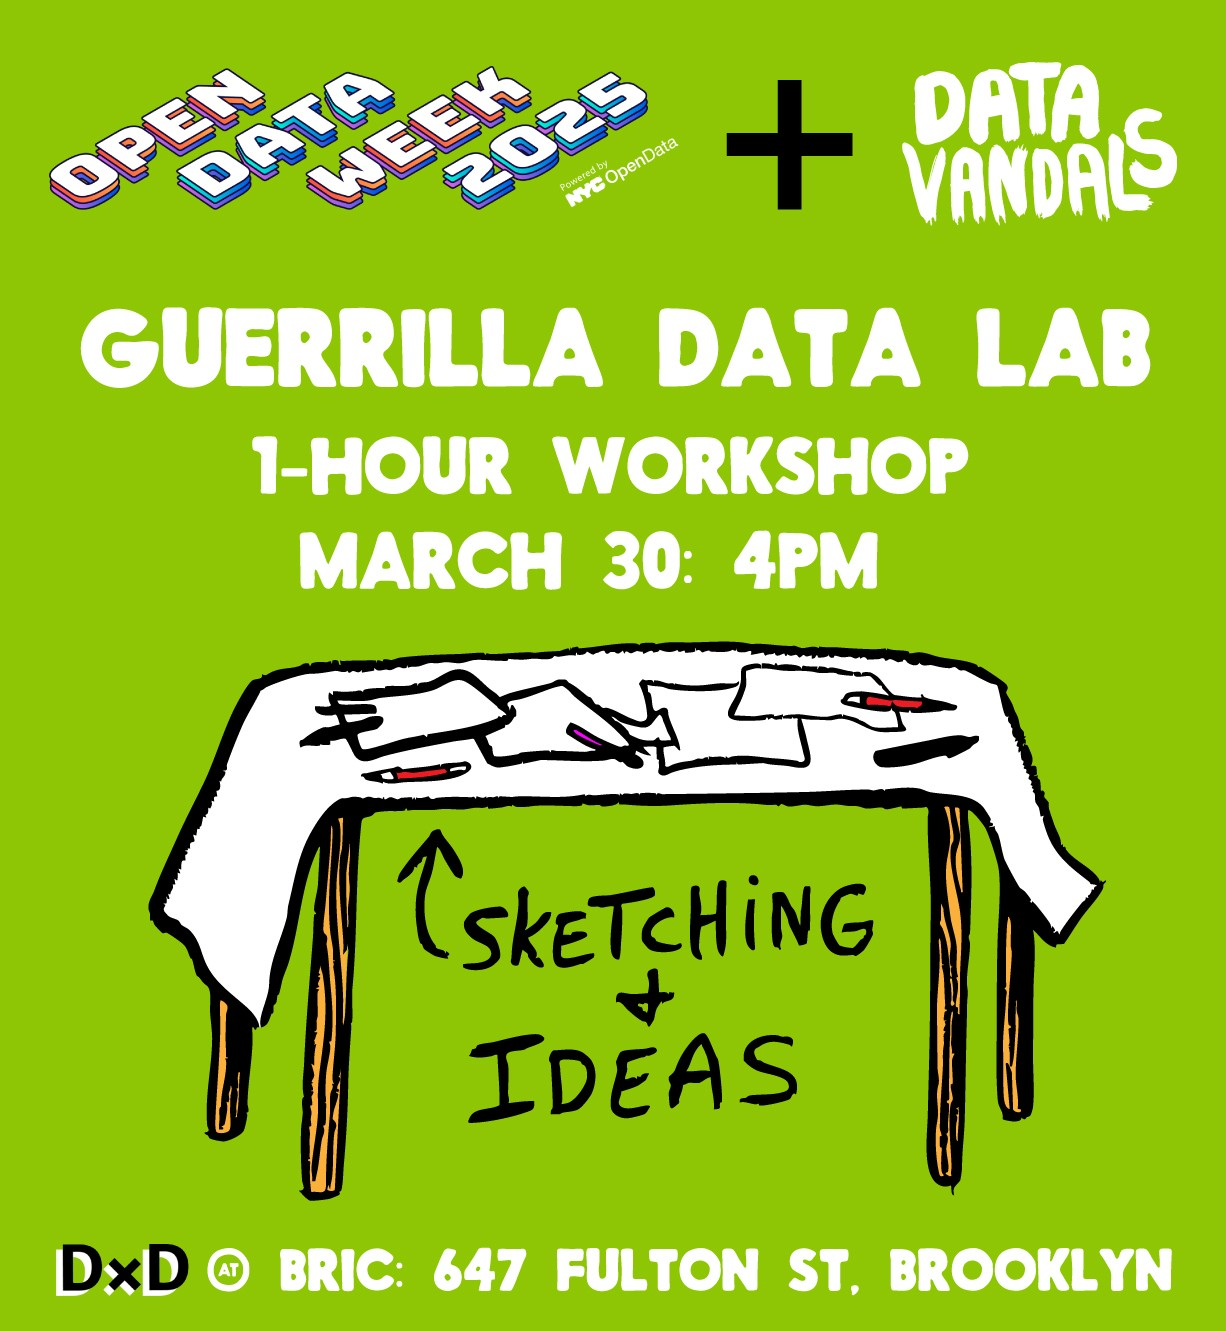 OPEN DATA WEEK 2025
Powered by
NYC OpenData
+
DATA
VANDALS
GUERRILLA DATA LAB
1-HOUR WORKSHOP
MARCH 30: 4PM
SKETCHiNG
+
IDEAS
DxD AT BRIC: 647 FULTON ST, BROOKLYN